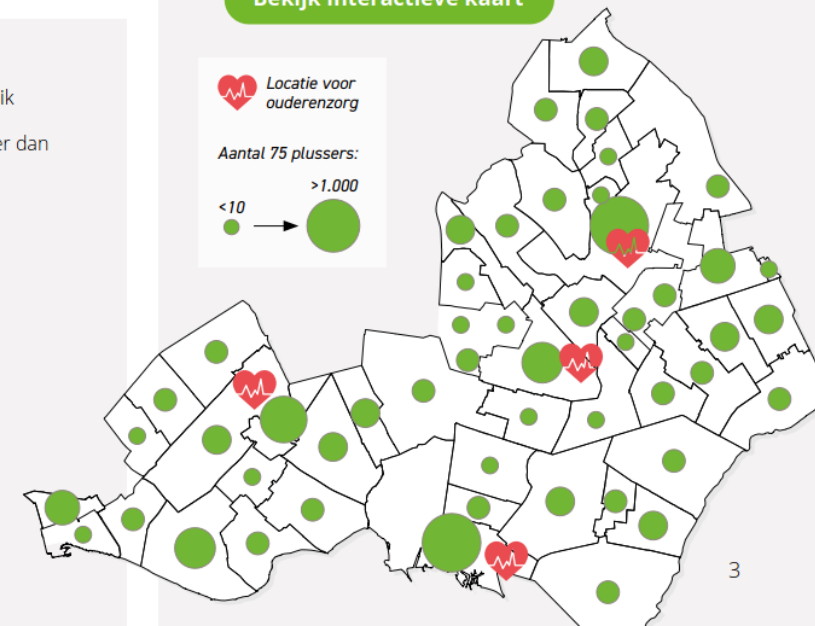 Bekijk interactieve kaart
ik
er dan
Locatie voor
ouderenzorg
Aantal 75 plussers:
>1.000
<10
3